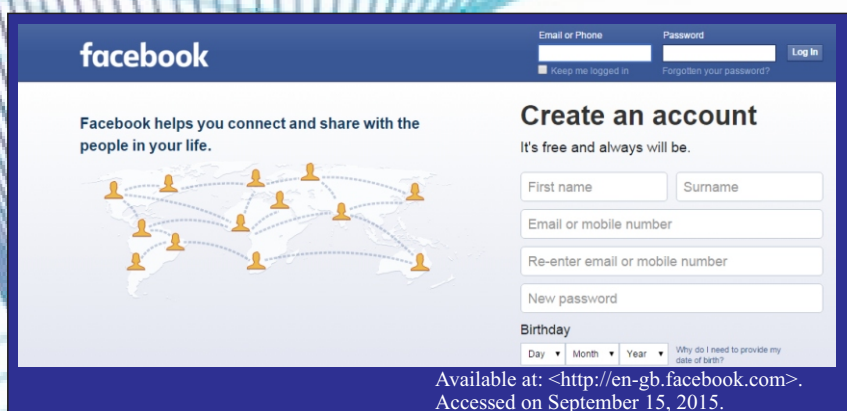 facebook
Email or Phone
Password
Log In
Keep me logged in
Forgotten your password?
Facebook helps you connect and share with the
people in your life.
Create an account
It's free and always will be.
First name
Surname
Email or mobile number
Re-enter email or mobile number
New password
Birthday
Day
Month
Year
Why do I need to provide my
date of birth?
Available at: <http://en-gb.facebook.com>.
Accessed on September 15, 2015.